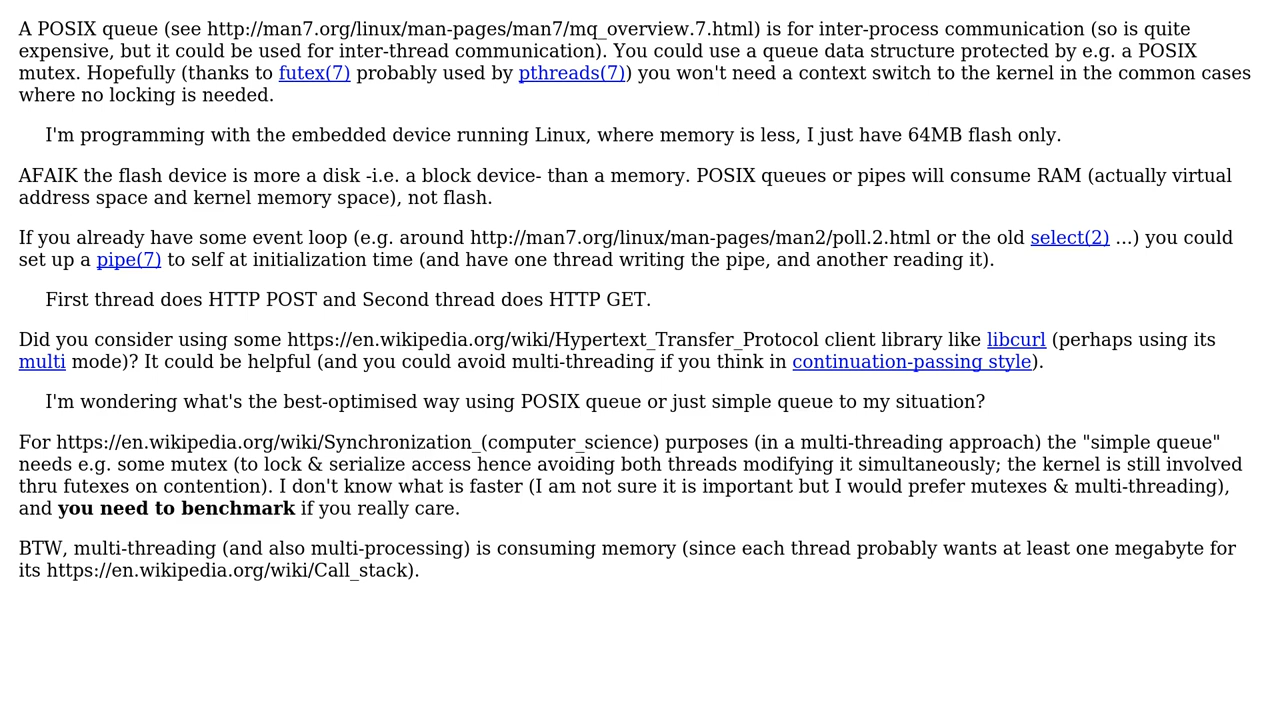 A POSIX queue (see http://man7.org/linux/man-pages/man7/mq_overview.7.html) is for inter-process communication (so is quite
expensive, but it could be used for inter-thread communication). You could use a queue data structure protected by e.g. a POSIX
mutex. Hopefully (thanks to futex(7) probably used by pthreads(7)) you won't need a context switch to the kernel in the common cases
where no locking is needed.
I'm programming with the embedded device running Linux, where memory is less, I just have 64MB flash only.
AFAIK the flash device is more a disk -i.e. a block device- than a memory. POSIX queues or pipes will consume RAM (actually virtual
address space and kernel memory space), not flash.
If you already have some event loop (e.g. around http://man7.org/linux/man-pages/man2/poll.2.html or the old select(2) ...) you could
set up a pipe(7) to self at initialization time (and have one thread writing the pipe, and another reading it).
First thread does HTTP POST and Second thread does HTTP GET.
Did you consider using some https://en.wikipedia.org/wiki/Hypertext_Transfer_Protocol client library like libcurl (perhaps using its
multi mode)? It could be helpful (and you could avoid multi-threading if you think in continuation-passing style).
I'm wondering what's the best-optimised way using POSIX queue or just simple queue to my situation?
For https://en.wikipedia.org/wiki/Synchronization_(computer_science) purposes (in a multi-threading approach) the "simple queue"
needs e.g. some mutex (to lock & serialize access hence avoiding both threads modifying it simultaneously; the kernel is still involved
thru futexes on contention). I don't know what is faster (I am not sure it is important but I would prefer mutexes & multi-threading),
and you need to benchmark if you really care.
BTW, multi-threading (and also multi-processing) is consuming memory (since each thread probably wants at least one megabyte for
its https://en.wikipedia.org/wiki/Call_stack).